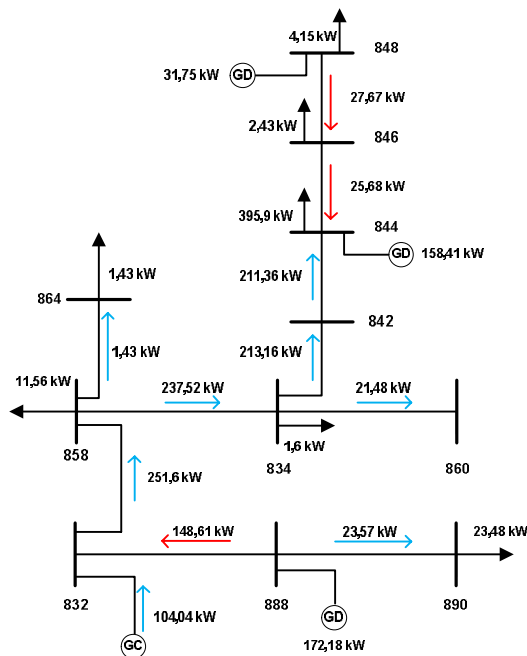 4,15 kW
848
GD
31,75 kW
27,67 kW
2,43 kW
846
25,68 kW
395,9 kW
844
GD
158,41 kW
211,36 kW
1,43 kW
864
842
1,43 kW
213,16 kW
11,56 kW
237,52 kW
21,48 kW
858
834
1,6 kW
860
251,6 kW
148,61 kW
23,57 kW
23,48 kW
832
104,04 kW
888
GD
890
GC
172,18 kW